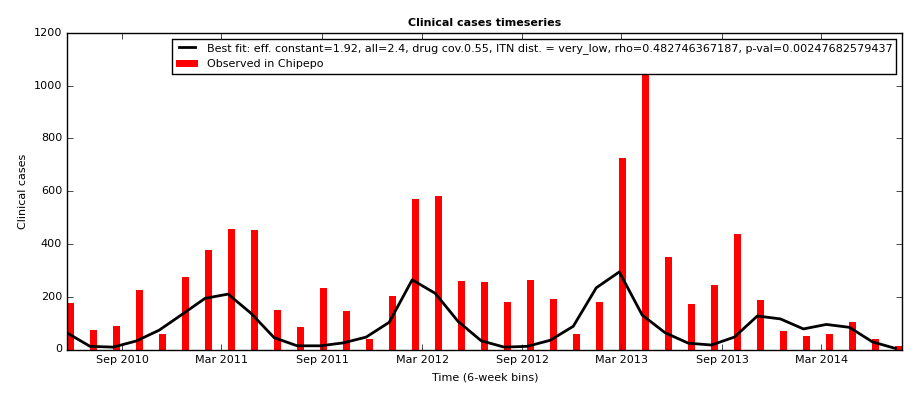 Clinical cases timeseries
Best fit: eff. constant=1.92, all=2.4, drug cov.0.55, ITN dist. = very_low, rho=0.482746367187, p-val=0.00247682579437
Observed in Chipepo
1200
1000
800
600
400
200
0
Clinical cases
Sep 2010 Mar 2011 Sep 2011 Mar 2012 Sep 2012 Mar 2013 Sep 2013 Mar 2014
Time (6-week bins)